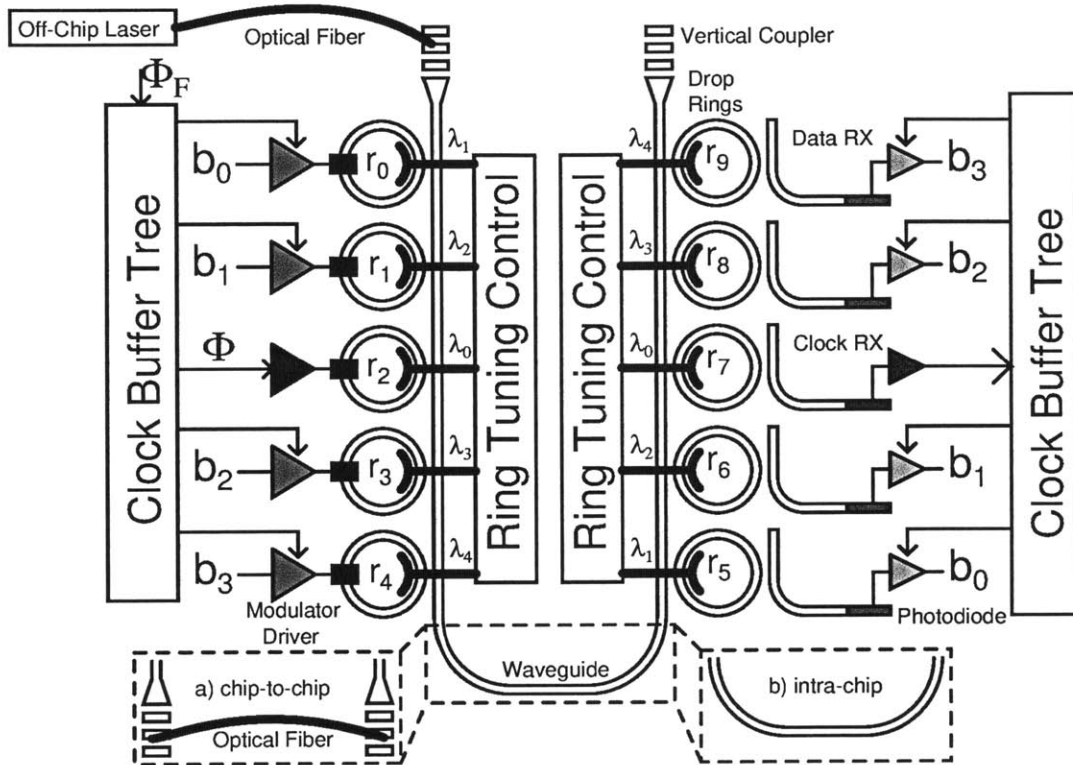 Off-Chip Laser
Optical Fiber
Vertical Coupler
Φ_F
Drop
Rings
Clock Buffer Tree
b₀
r₀
λ₁
Ring Tuning Control
Ring Tuning Control
λ₄
r₉
Data RX
b₃
Clock Buffer Tree
b₁
r₁
λ₂
λ₃
r₈
b₂
Φ
r₂
λ₀
λ₀
r₇
Clock RX
b₂
r₃
λ₃
λ₂
r₆
b₁
b₃
r₄
λ₄
λ₁
r₅
b₀
Modulator
Driver
Photodiode
a) chip-to-chip
Optical Fiber
Waveguide
b) intra-chip